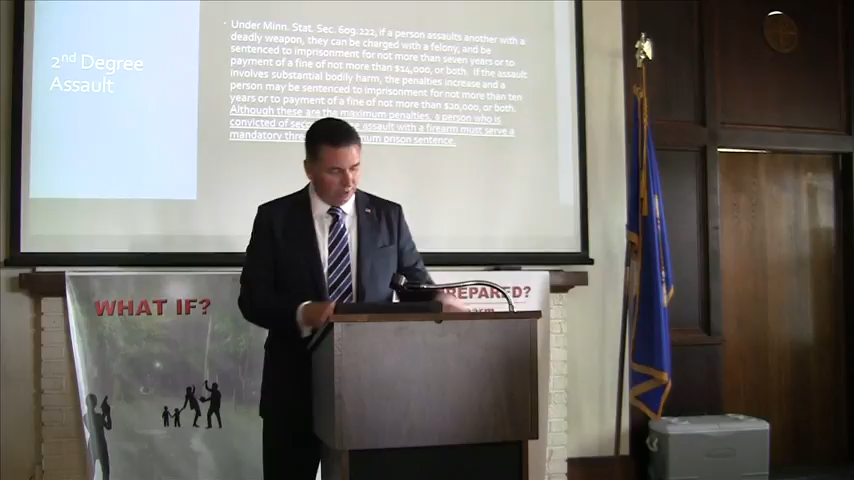 2nd Degree
Assault
• Under Minn. Stat. Sec. 609.222, if a person assaults another with a
deadly weapon, they can be charged with a felony, and be
sentenced to imprisonment for not more than seven years or to
payment of a fine of not more than $14,000, or both. If the assault
involves substantial bodily harm, the penalties increase and a
person may be sentenced to imprisonment for not more than ten
years or to payment of a fine of not more than $20,000, or both.
Although these are the maximum penalties, a person who is
convicted of assault with a firearm must serve a
mandatory prison sentence.
WHAT IF?
PREPARED?